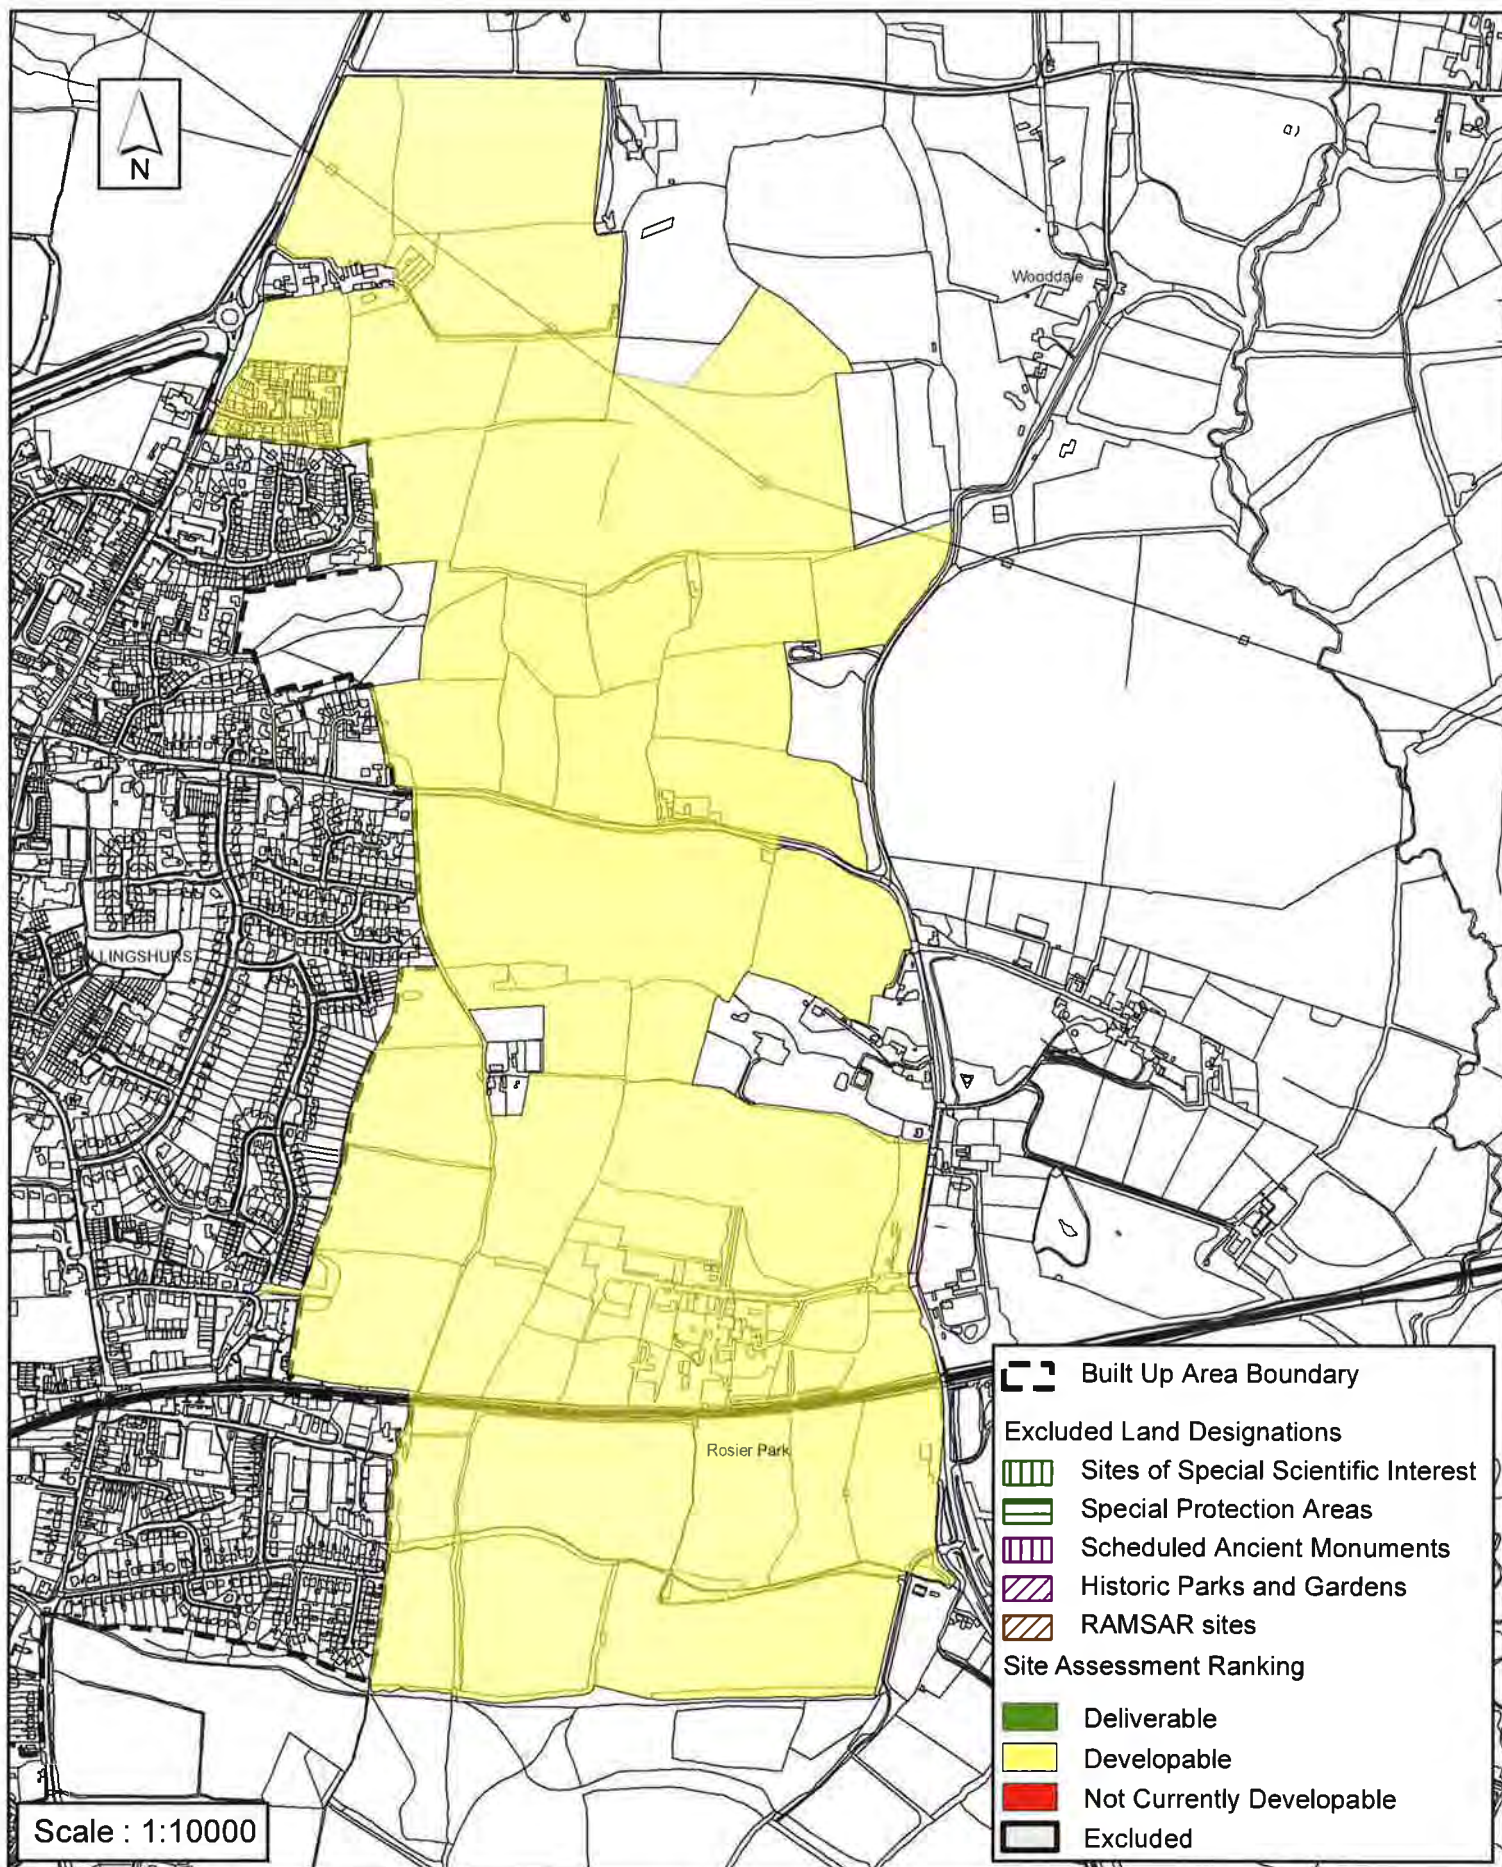 N
Wooddale
LLINGSHURST
Rosier Park
Built Up Area Boundary
Excluded Land Designations
Sites of Special Scientific Interest
Special Protection Areas
Scheduled Ancient Monuments
Historic Parks and Gardens
RAMSAR sites
Site Assessment Ranking
Deliverable
Developable
Not Currently Developable
Excluded
Scale : 1:10000